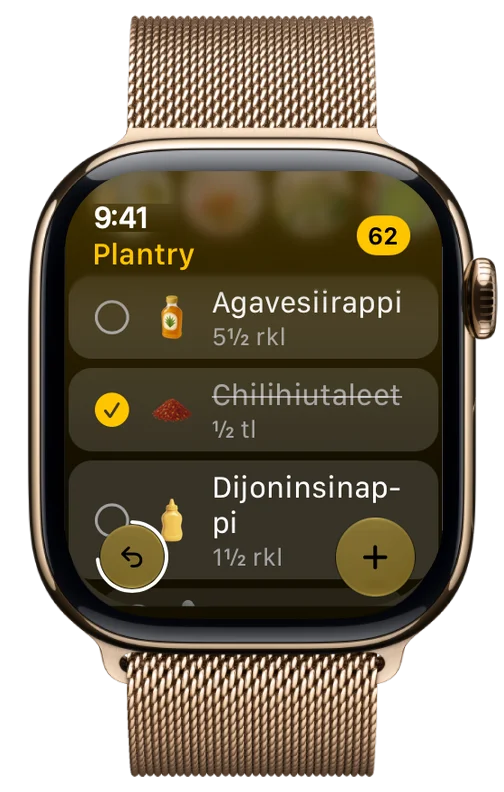 9:41
62
Plantry
Agavesiirappi
5½ rkl
Chilihiutaleet
½ tl
Dijoninsinap-
pi
1½ rkl